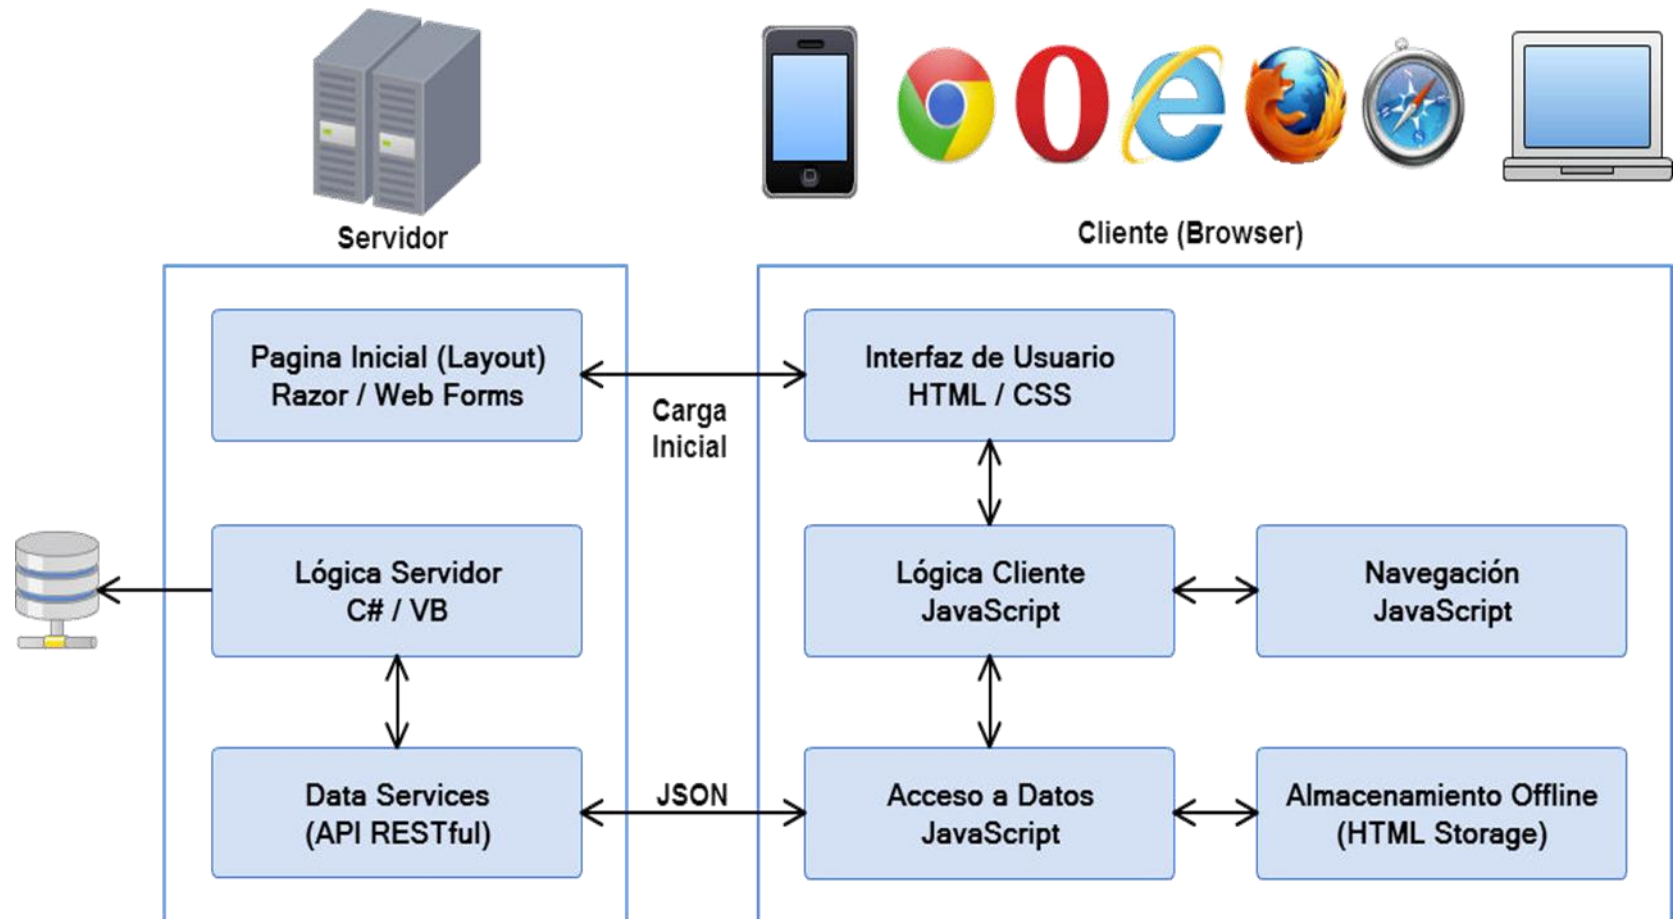 Servidor
Cliente (Browser)
Pagina Inicial (Layout)
Razor / Web Forms
Carga
Inicial
Interfaz de Usuario
HTML / CSS
Lógica Servidor
C# / VB
Lógica Cliente
JavaScript
Navegación
JavaScript
Data Services
(API RESTful)
JSON
Acceso a Datos
JavaScript
Almacenamiento Offline
(HTML Storage)